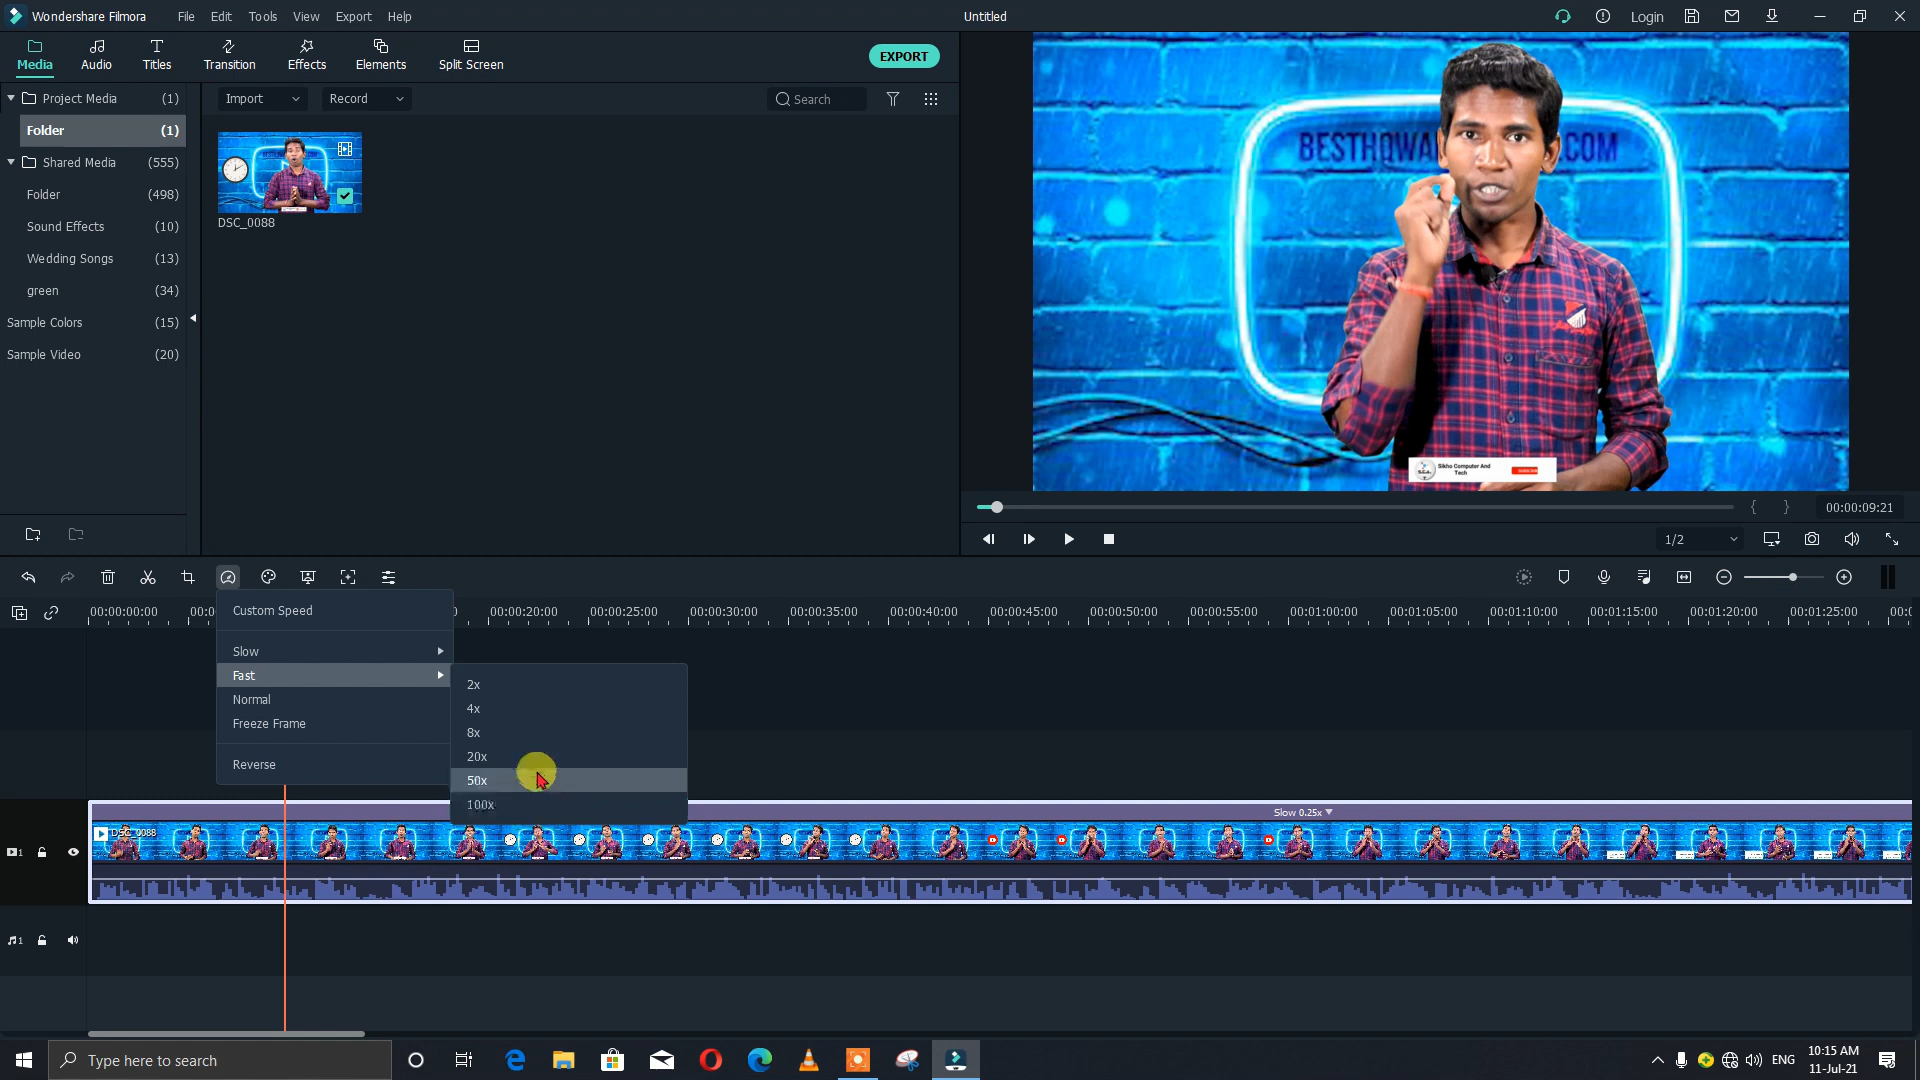 Wondershare Filmora File Edit Tools View Export Help Untitled Login
Media Audio Titles Transition Effects Elements Split Screen EXPORT
Project Media (1)
Folder (1)
Shared Media (555)
Folder (498)
Sound Effects (10)
Wedding Songs (13)
green (34)
Sample Colors (15)
Sample Video (20)
Import Record Search
DSC_0088
BESTHQWA COM
Sikho Computer And
Tech
SUBSCRIBE
{ } 00:00:09:21
1/2
00:00:00:00 00:00:20:00 00:00:25:00 00:00:30:00 00:00:35:00 00:00:40:00 00:00:45:00 00:00:50:00 00:00:55:00 00:01:00:00 00:01:05:00 00:01:10:00 00:01:15:00 00:01:20:00 00:01:25:00
Custom Speed
Slow
Fast
Normal
Freeze Frame
Reverse
2x
4x
8x
20x
50x
100x
Slow 0.25x
DSC_0088
1
1
Type here to search
ENG
10:15 AM
11-Jul-21